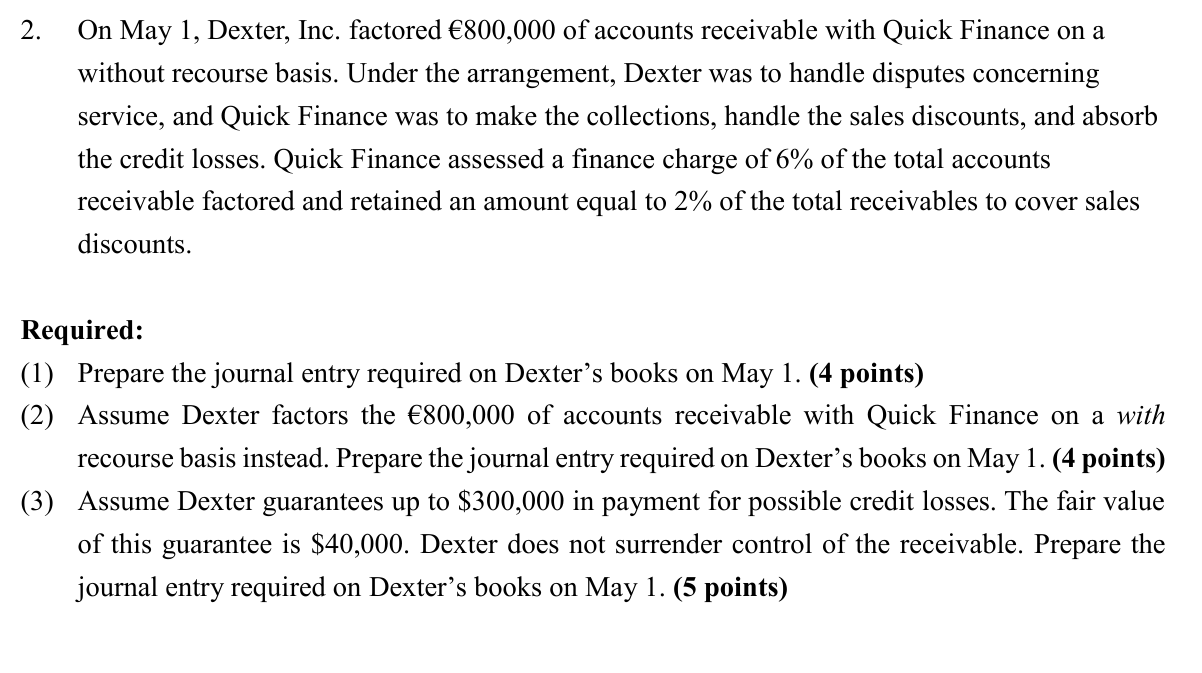 2. On May 1, Dexter, Inc. factored €800,000 of accounts receivable with Quick Finance on a
without recourse basis. Under the arrangement, Dexter was to handle disputes concerning
service, and Quick Finance was to make the collections, handle the sales discounts, and absorb
the credit losses. Quick Finance assessed a finance charge of 6% of the total accounts
receivable factored and retained an amount equal to 2% of the total receivables to cover sales
discounts.
Required:
(1) Prepare the journal entry required on Dexter’s books on May 1. (4 points)
(2) Assume Dexter factors the €800,000 of accounts receivable with Quick Finance on a with
recourse basis instead. Prepare the journal entry required on Dexter’s books on May 1. (4 points)
(3) Assume Dexter guarantees up to $300,000 in payment for possible credit losses. The fair value
of this guarantee is $40,000. Dexter does not surrender control of the receivable. Prepare the
journal entry required on Dexter’s books on May 1. (5 points)